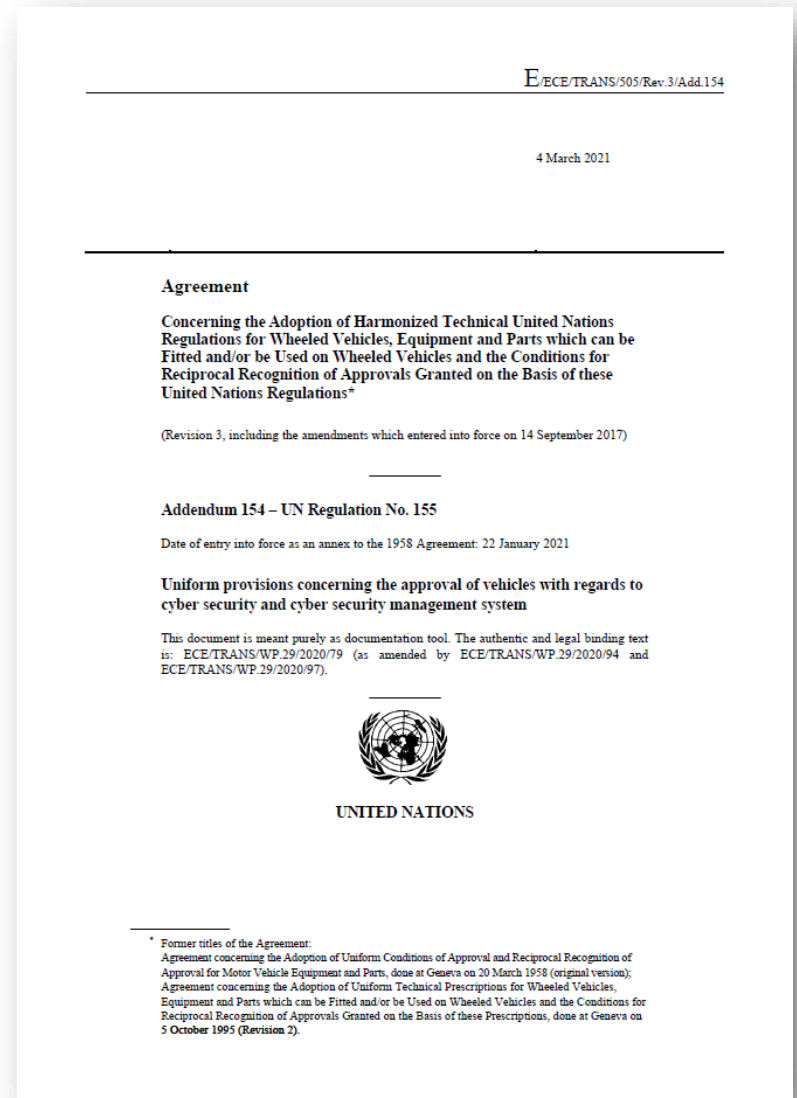 E/ECE/TRANS/505/Rev.3/Add.154
4 March 2021
Agreement
Concerning the Adoption of Harmonized Technical United Nations
Regulations for Wheeled Vehicles, Equipment and Parts which can be
Fitted and/or be Used on Wheeled Vehicles and the Conditions for
Reciprocal Recognition of Approvals Granted on the Basis of these
United Nations Regulations*
(Revision 3, including the amendments which entered into force on 14 September 2017)
Addendum 154 – UN Regulation No. 155
Date of entry into force as an annex to the 1958 Agreement: 22 January 2021
Uniform provisions concerning the approval of vehicles with regards to
cyber security and cyber security management system
This document is meant purely as documentation tool. The authentic and legal binding text
is: ECE/TRANS/WP.29/2020/79 (as amended by ECE/TRANS/WP.29/2020/94 and
ECE/TRANS/WP.29/2020/97).
UNITED NATIONS
* Former titles of the Agreement:
Agreement concerning the Adoption of Uniform Conditions of Approval and Reciprocal Recognition of
Approval for Motor Vehicle Equipment and Parts, done at Geneva on 20 March 1958 (original version);
Agreement concerning the Adoption of Uniform Technical Prescriptions for Wheeled Vehicles,
Equipment and Parts which can be Fitted and/or be Used on Wheeled Vehicles and the Conditions for
Reciprocal Recognition of Approvals Granted on the Basis of these Prescriptions, done at Geneva on
5 October 1995 (Revision 2).